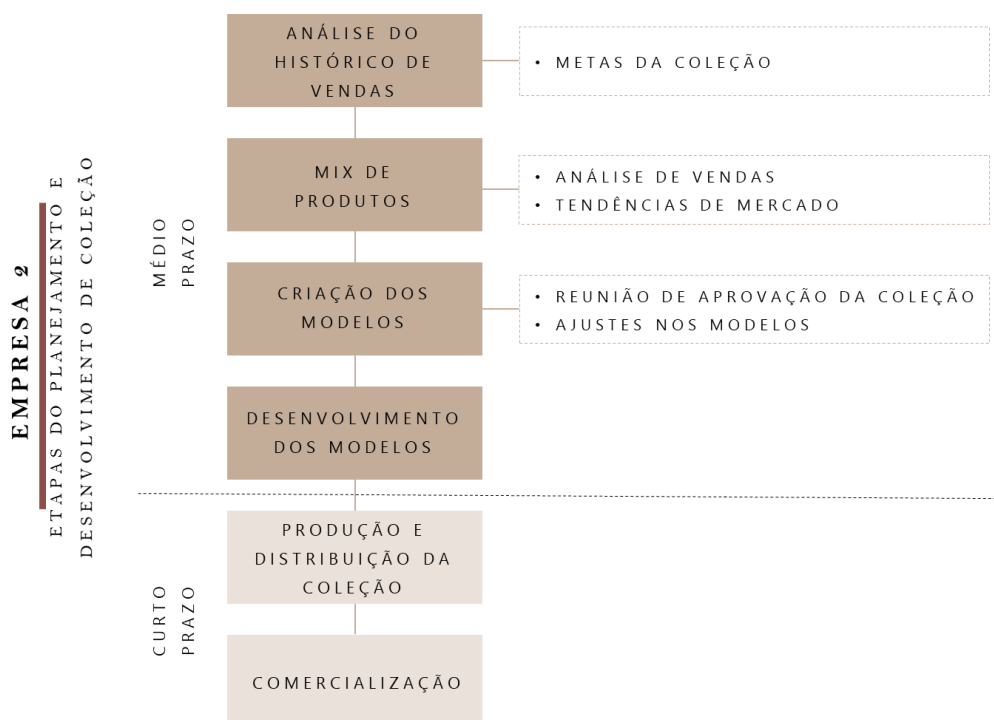 EMPRESA 2
ETAPAS DO PLANEJAMENTO E
DESENVOLVIMENTO DE COLEÇÃO
MÉDIO
PRAZO
ANÁLISE DO
HISTÓRICO DE
VENDAS
• METAS DA COLEÇÃO
MIX DE
PRODUTOS
• ANÁLISE DE VENDAS
• TENDÊNCIAS DE MERCADO
CRIAÇÃO DOS
MODELOS
• REUNIÃO DE APROVAÇÃO DA COLEÇÃO
• AJUSTES NOS MODELOS
DESENVOLVIMENTO
DOS MODELOS
CURTO
PRAZO
PRODUÇÃO E
DISTRIBUIÇÃO DA
COLEÇÃO
COMERCIALIZAÇÃO